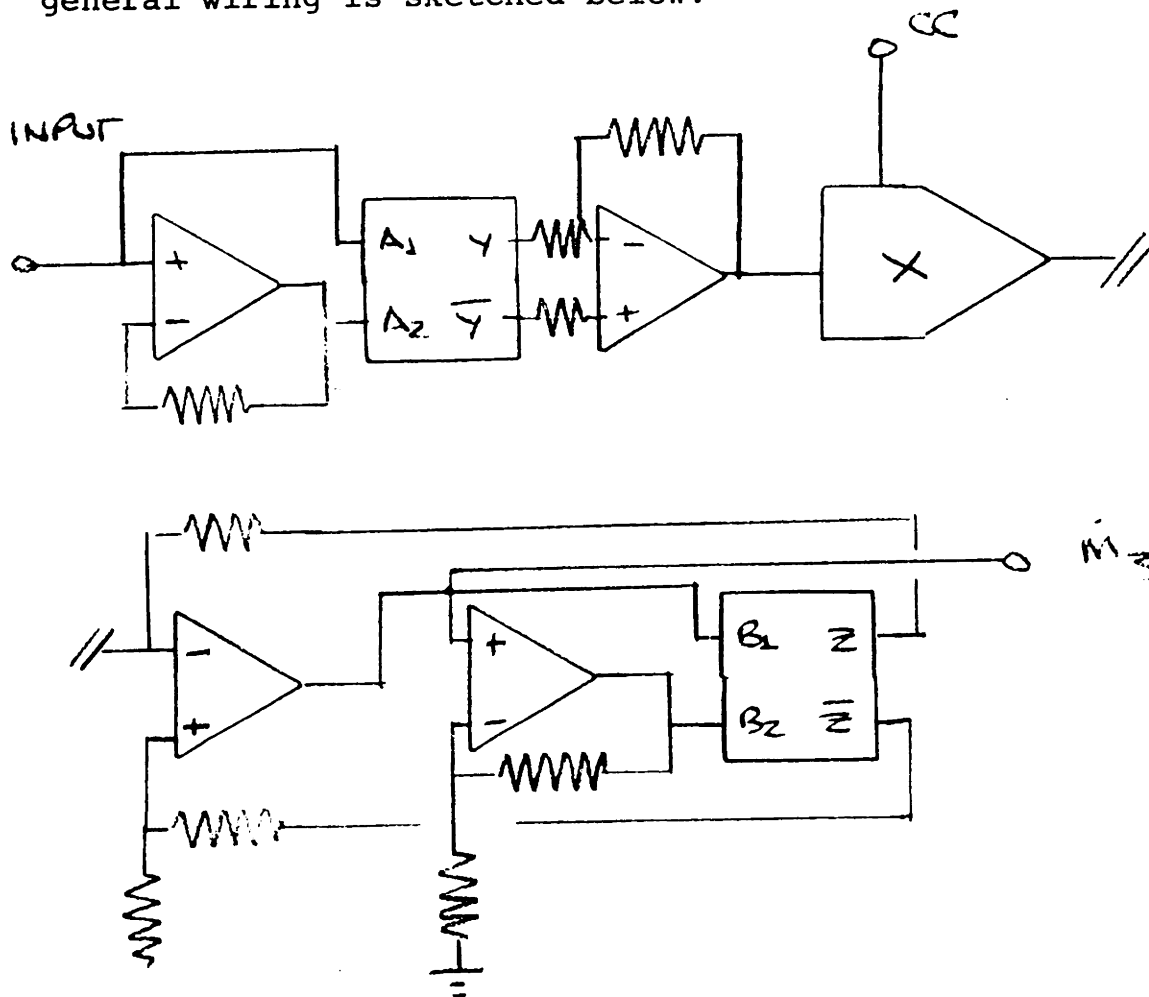 general wiring is sketched below.
CC
INPUT
+
−
A1 Y
A2 Y̅
−
+
X
−
+
+
−
B1 Z
B2 Z̅